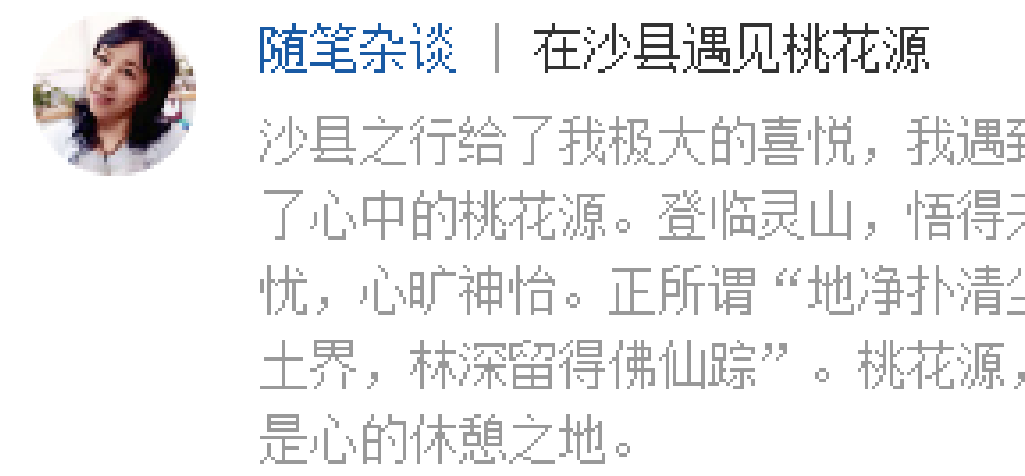 随笔杂谈 | 在沙县遇见桃花源
沙县之行给了我极大的喜悦，我遇到
了心中的桃花源。登临灵山，悟得无
忧，心旷神怡。正所谓“地净扑清尘
土界，林深留得佛仙踪”。桃花源，
是心的休憩之地。